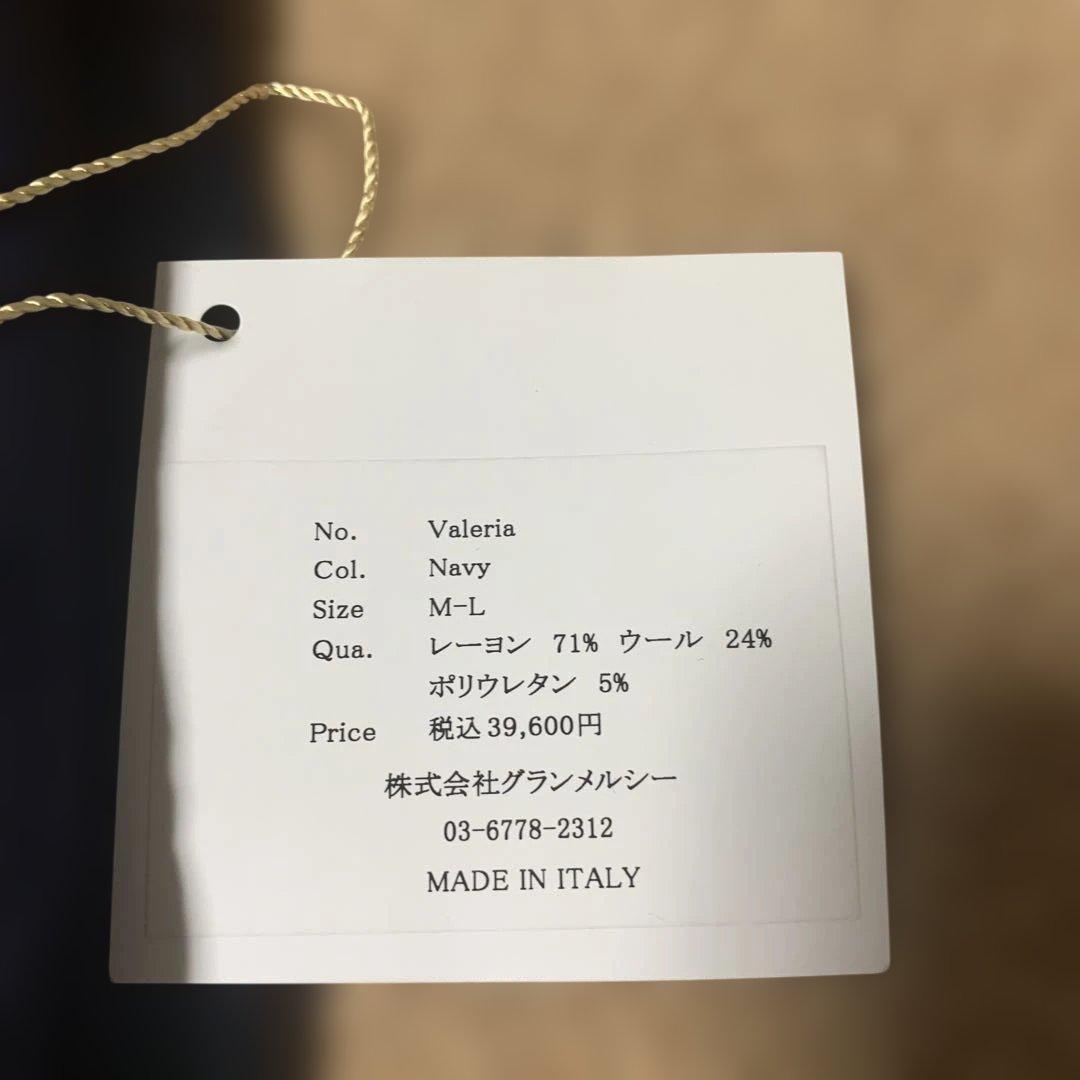 No. Valeria
Col. Navy
Size M-L
Qua. レーヨン 71% ウール 24%
ポリウレタン 5%
Price 税込39,600円
株式会社グランメルシー
03-6778-2312
MADE IN ITALY